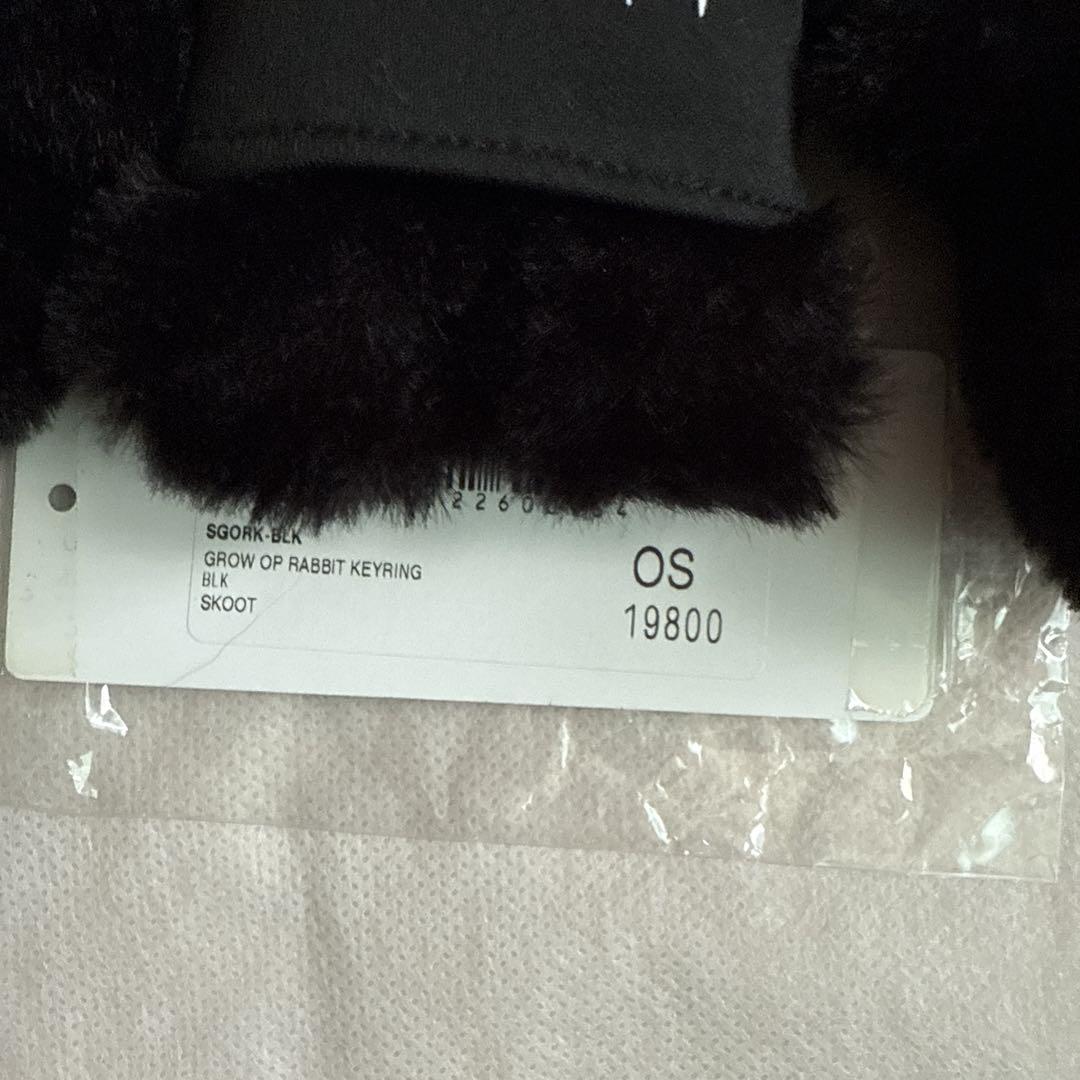 SGORK-BLK
GROW OP RABBIT KEYRING
BLK
SKOOT
OS
19800